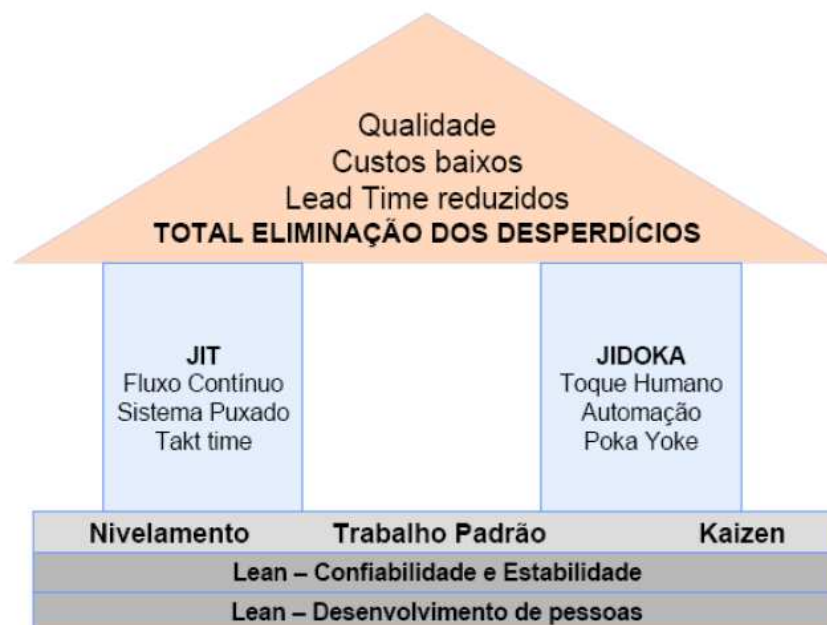 Qualidade
Custos baixos
Lead Time reduzidos
TOTAL ELIMINAÇÃO DOS DESPERDÍCIOS
JIT
Fluxo Contínuo
Sistema Puxado
Takt time
JIDOKA
Toque Humano
Automação
Poka Yoke
Nivelamento Trabalho Padrão Kaizen
Lean – Confiabilidade e Estabilidade
Lean – Desenvolvimento de pessoas